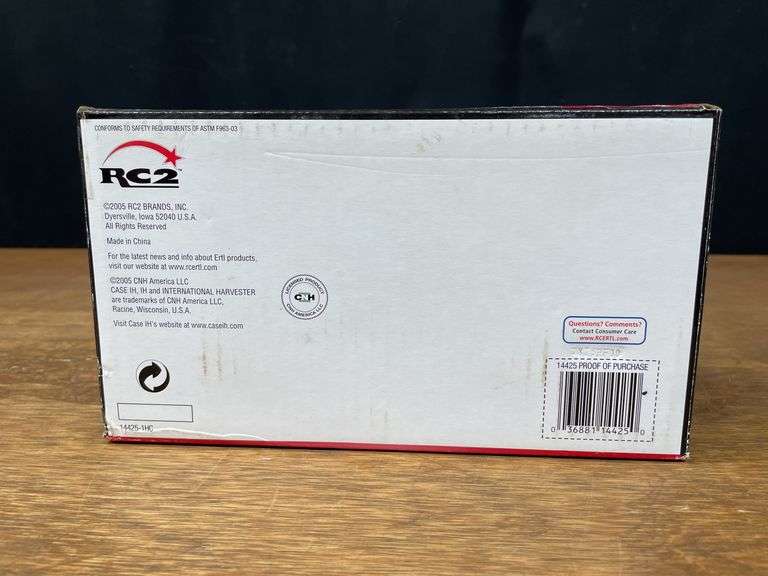 CONFORMS TO SAFETY REQUIREMENTS OF ASTM F963-03
RC2™
©2005 RC2 BRANDS, INC.
Dyersville, Iowa 52040 U.S.A.
All Rights Reserved
Made in China
For the latest news and info about Ertl products,
visit our website at www.rcertl.com
©2005 CNH America LLC
CASE IH, IH and INTERNATIONAL HARVESTER
are trademarks of CNH America LLC,
Racine, Wisconsin, U.S.A.
Visit Case IH's website at www.caseih.com
LICENSED PRODUCT
CNH
CNH AMERICA LLC
Questions? Comments?
Contact Consumer Care
www.RCERTL.com
14425 PROOF OF PURCHASE
0 36881 14425 0
14425-1HC